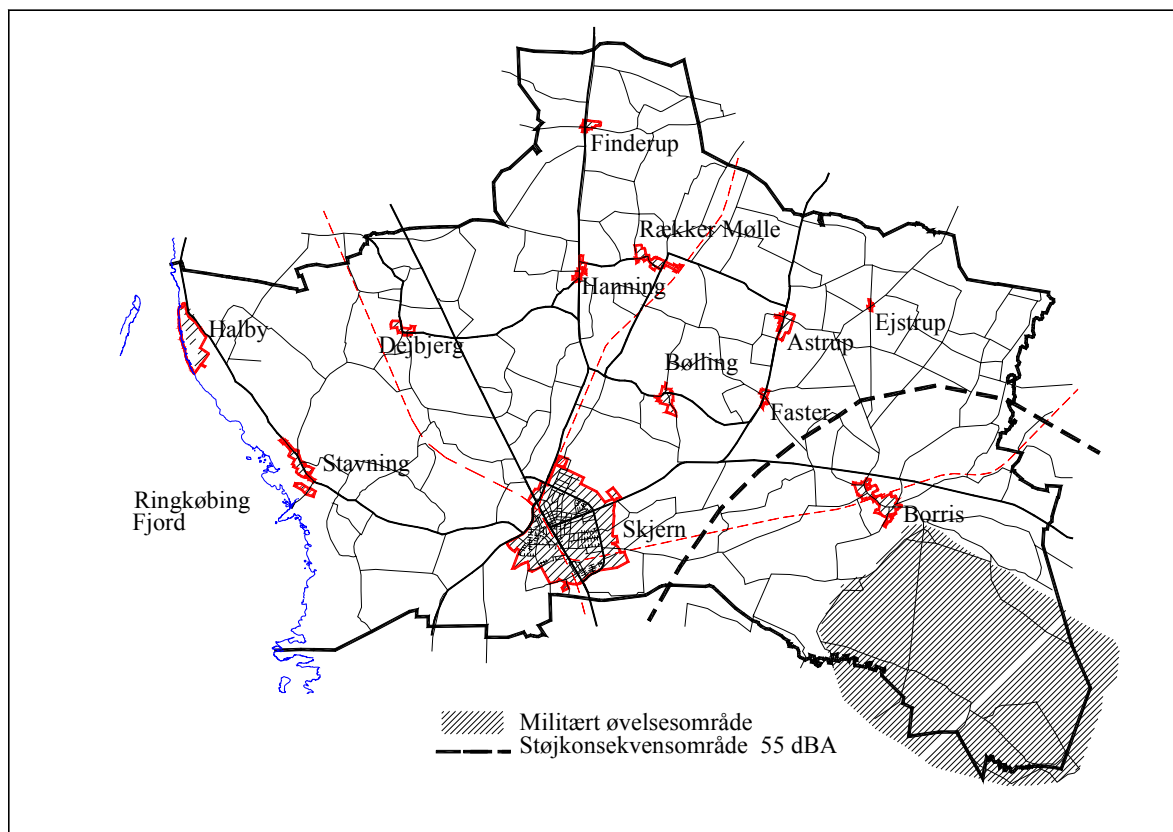 Finderup
Rækker Mølle
Hanning
Halby
Dejbjerg
Ejstrup
Astrup
Bølling
Faster
Stavning
Ringkøbing
Fjord
Skjern
Borris
Militært øvelsesområde
Støjkonsekvensområde 55 dBA